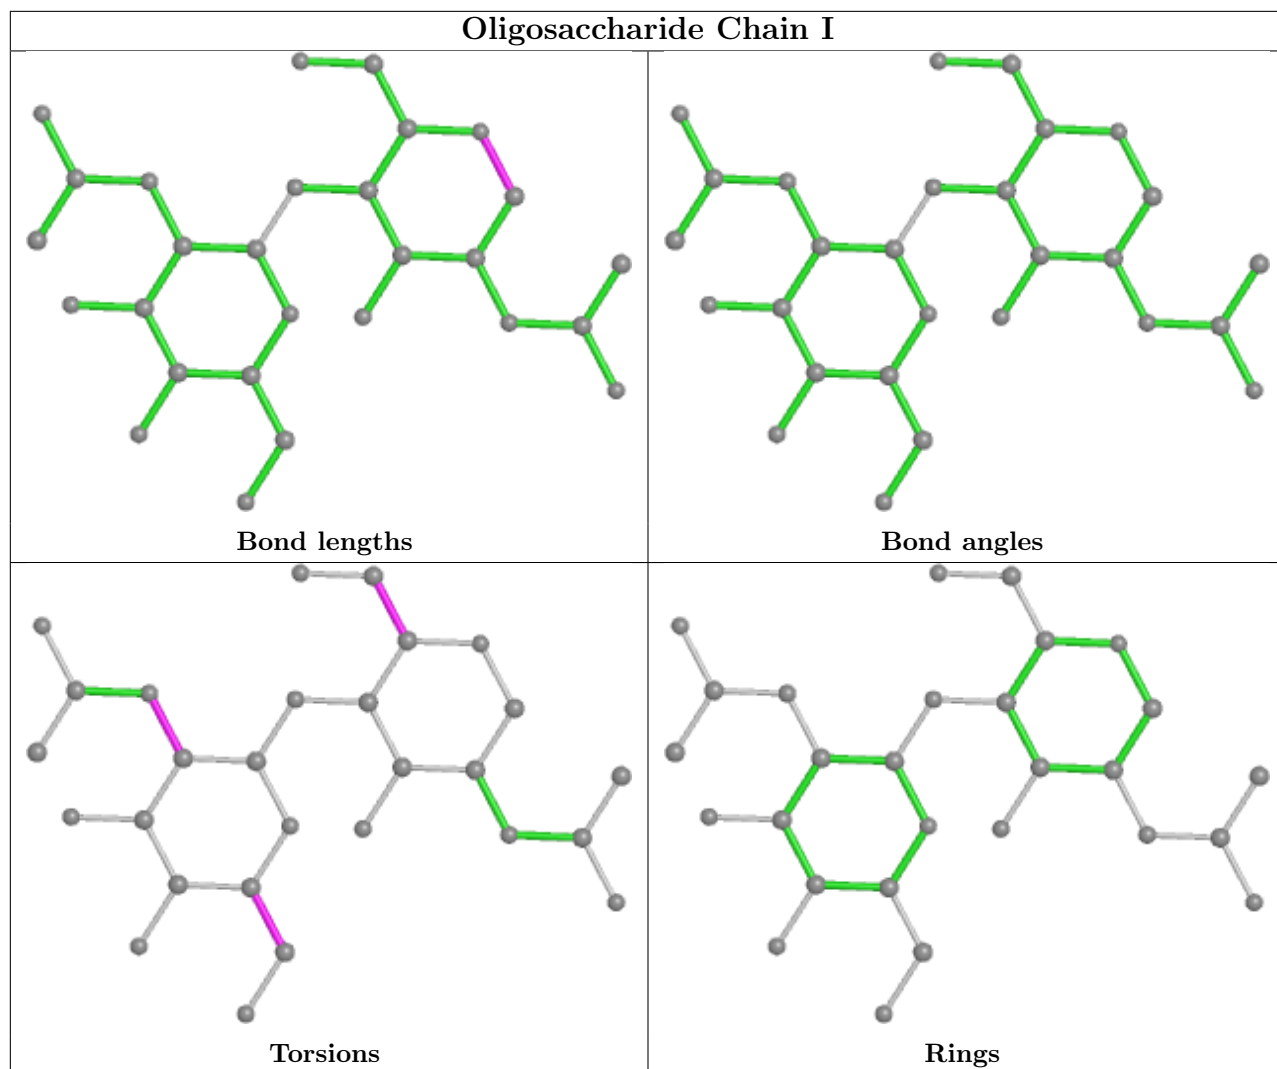 Oligosaccharide Chain I
Bond lengths
Bond angles
Torsions
Rings